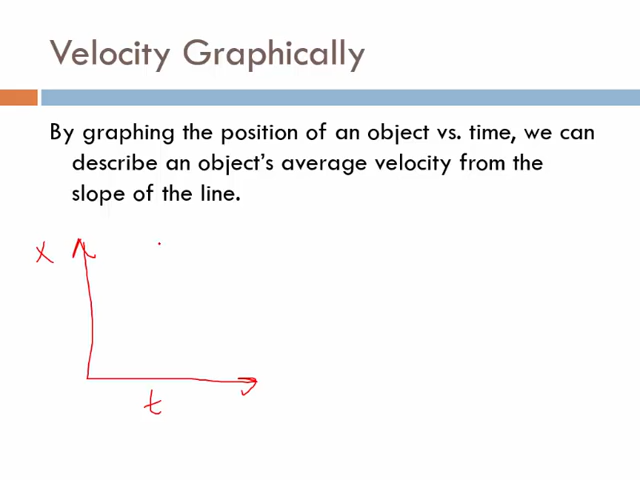 Velocity Graphically
By graphing the position of an object vs. time, we can
describe an object's average velocity from the
slope of the line.
x
t